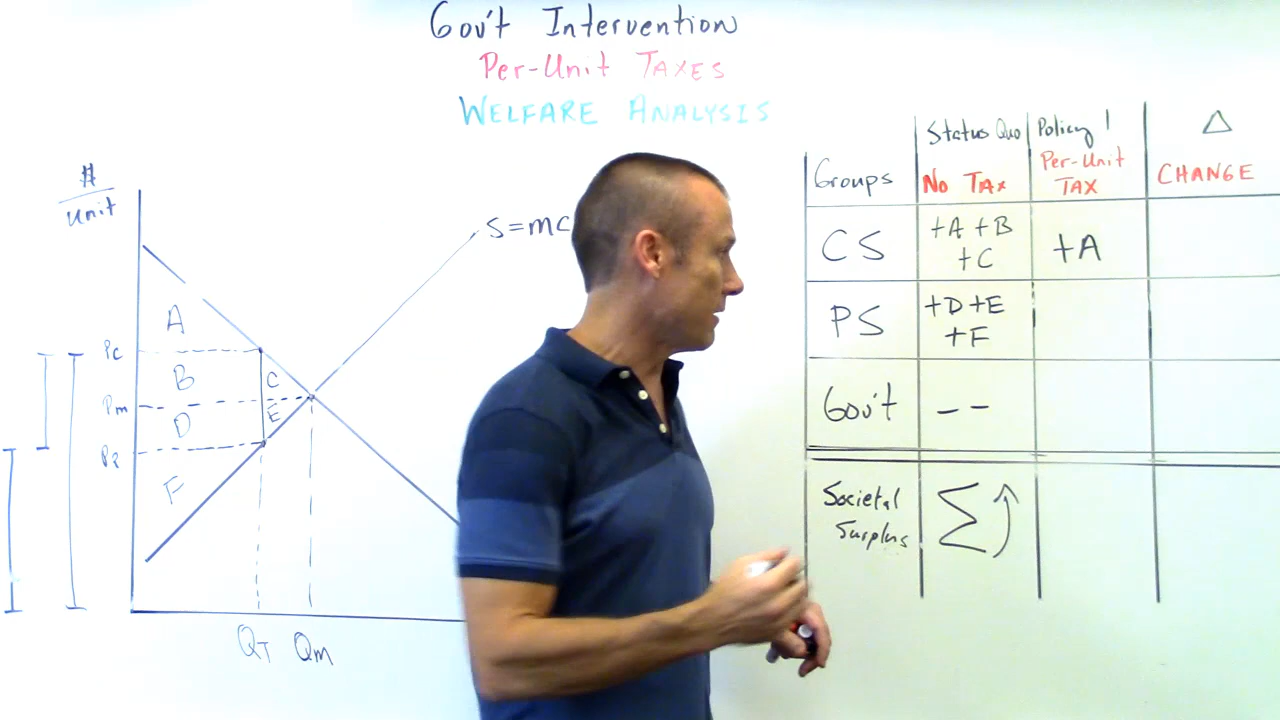 Gov't Intervention
Per-Unit TAXES
WELFARE ANALYSIS
$
Unit
S=MC
A
Pc
B
C
Pm
D
E
F
QT Qm
Groups
Status Quo
No TAX
Policy 1
Per-Unit
TAX
Δ
CHANGE
CS
+A +B
+C
+A
PS
+D +E
+F
Gov't
– –
Societal
Surplus
Σ